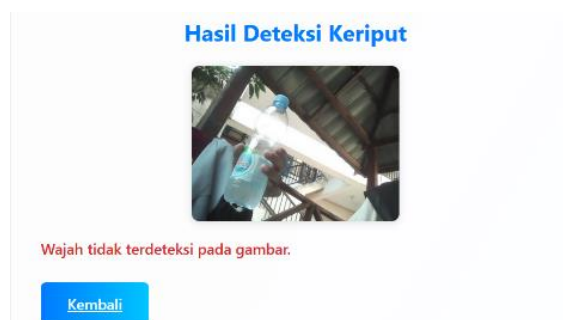 Hasil Deteksi Keriput
Wajah tidak terdeteksi pada gambar.
Kembali